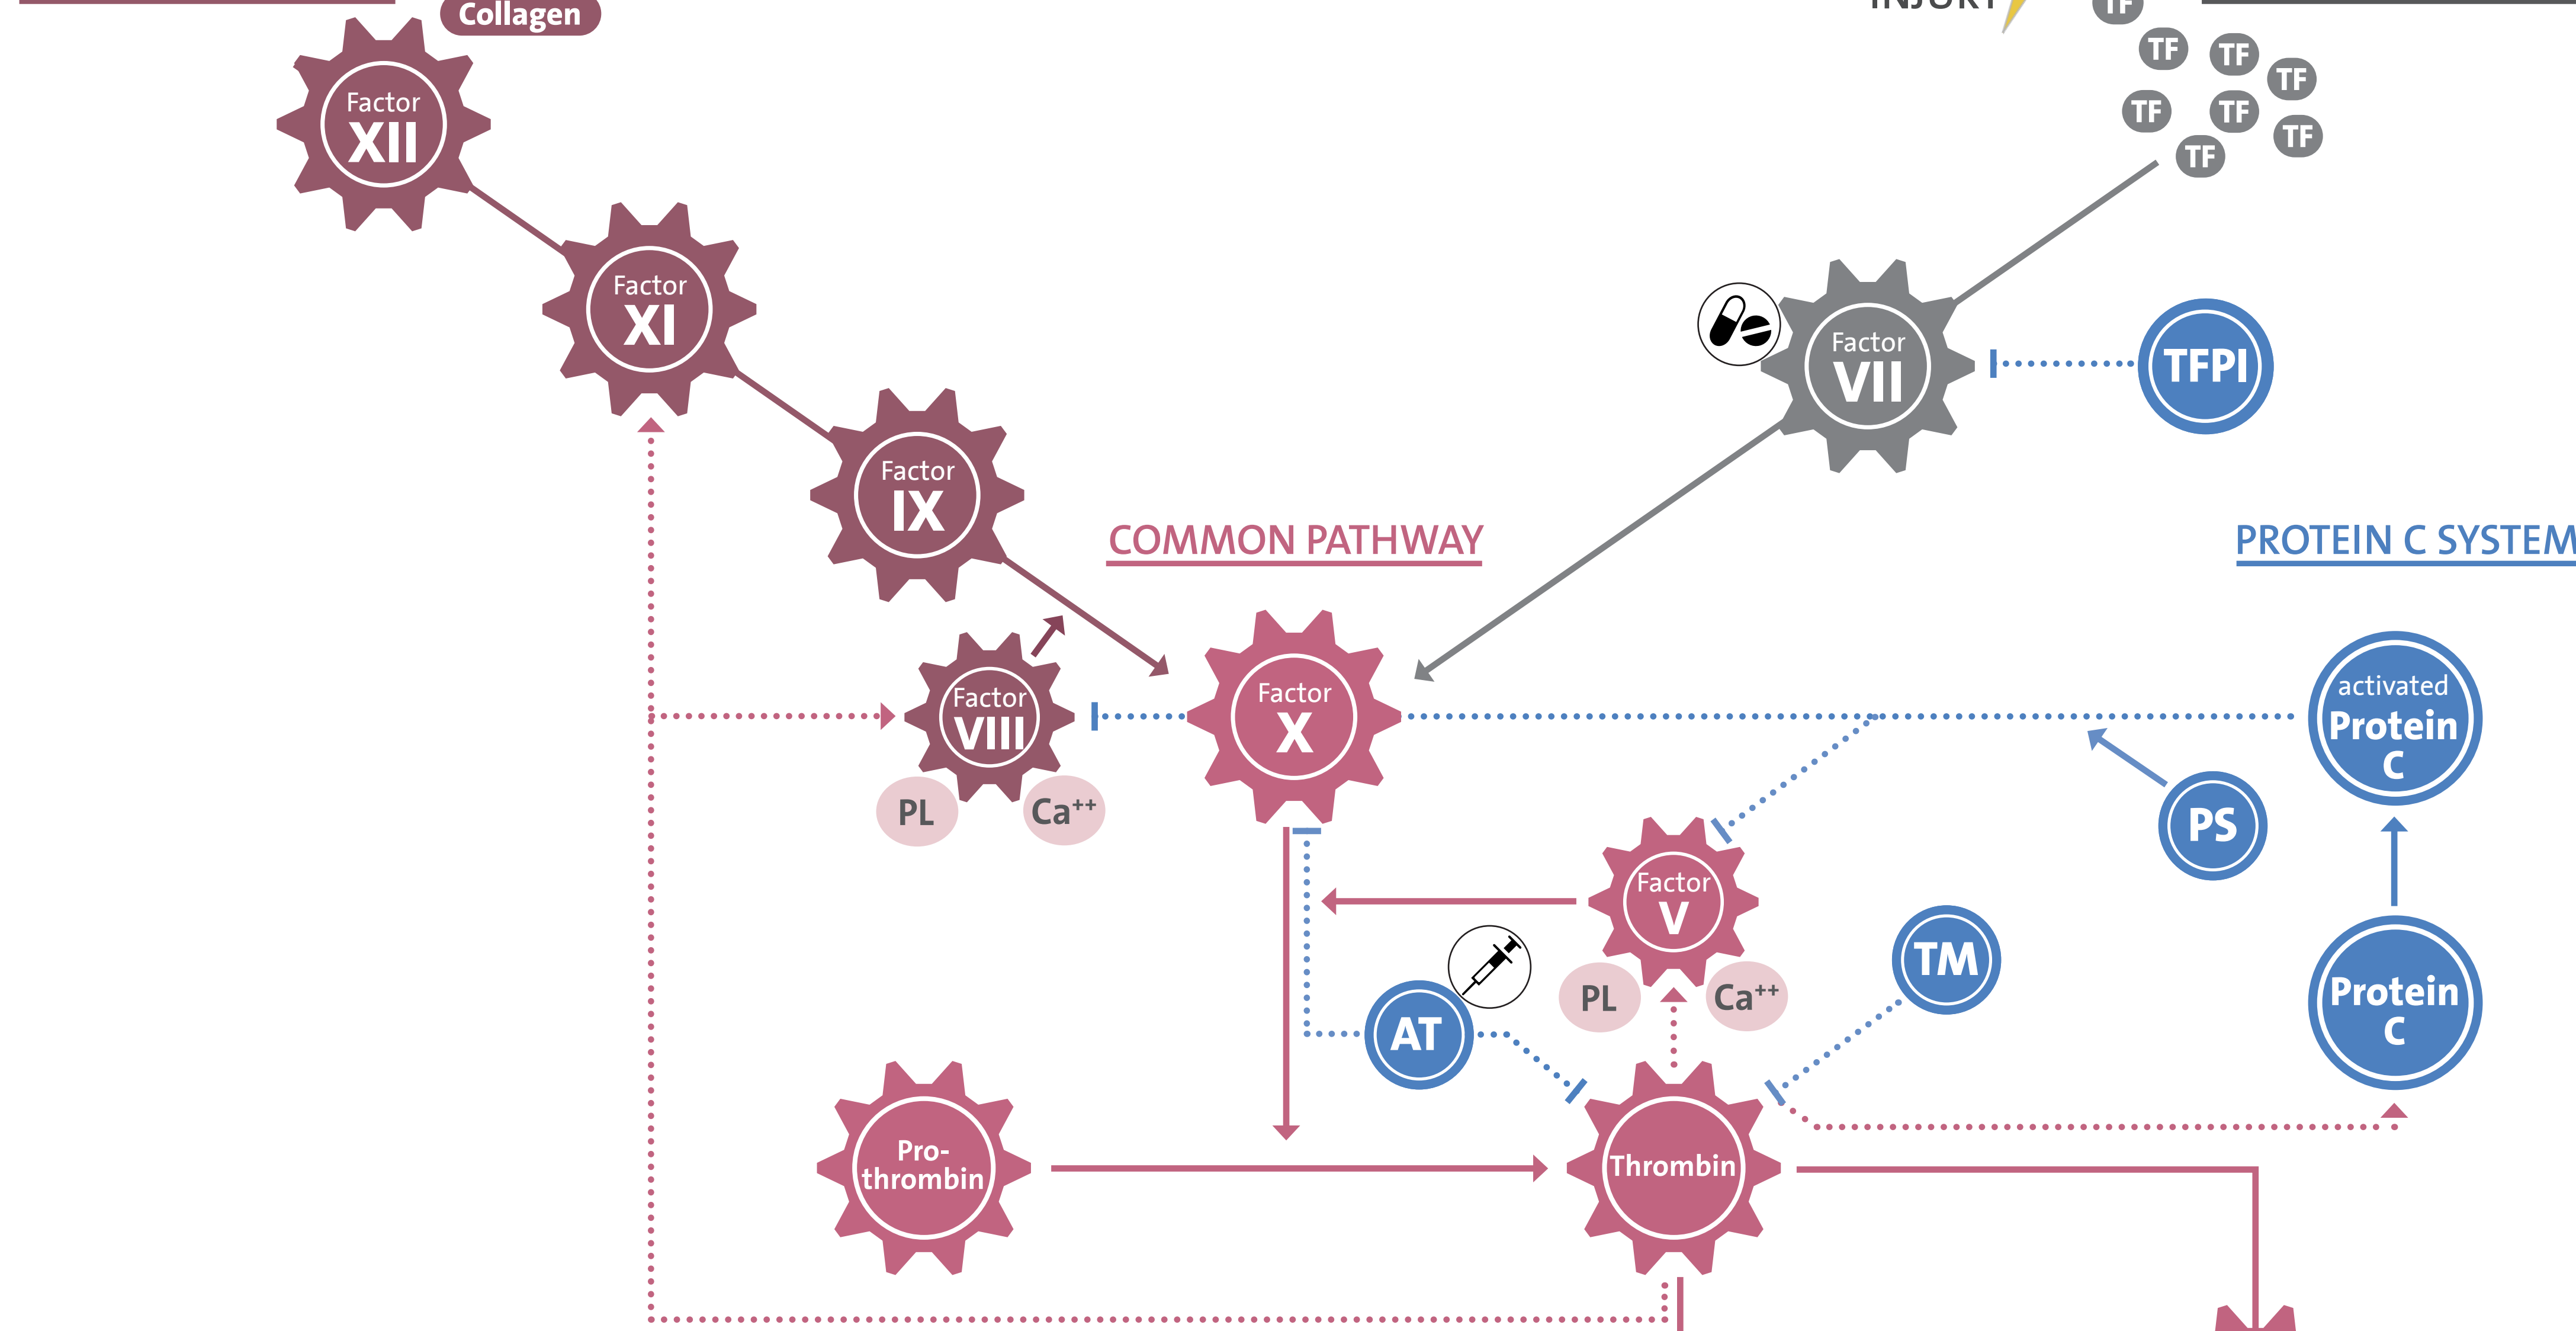 Collagen
INJURY
TF
TF
TF
TF
TF
TF
TF
TF
Factor
XII
Factor
XI
Factor
VII
TFPI
Factor
IX
COMMON PATHWAY
PROTEIN C SYSTEM
Factor
VIII
PL
Ca++
Factor
X
activated
Protein
C
PS
Factor
V
PL
Ca++
TM
AT
Protein
C
Pro-
thrombin
Thrombin